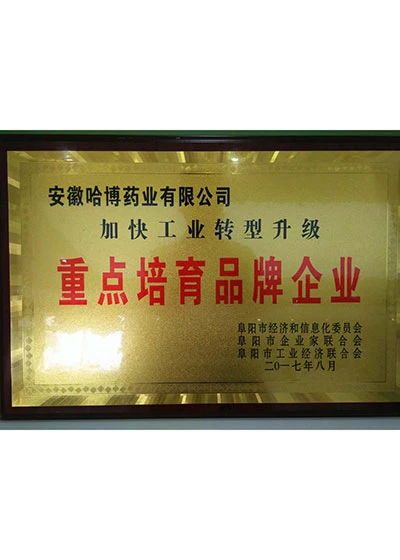 安徽哈博药业有限公司
加快工业转型升级
重点培育品牌企业
阜阳市经济和信息化委员会
阜阳市企业家联合会
阜阳市工业经济联合会
二〇一七年八月